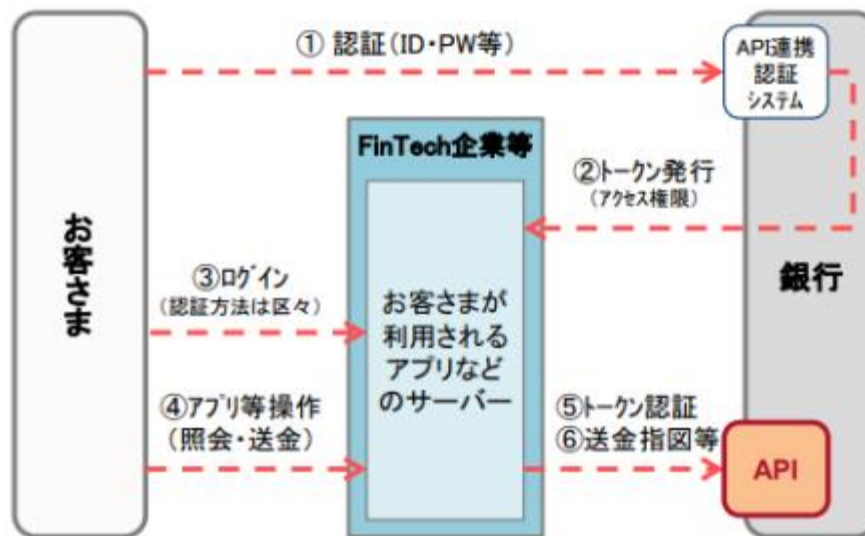 ① 認証(ID・PW等)
API連携
認証
システム
FinTech企業等
②トークン発行
(アクセス権限)
お客さま
銀行
③ログイン
(認証方法は区々)
お客さまが
利用される
アプリなど
のサーバー
④アプリ等操作
(照会・送金)
⑤トークン認証
⑥送金指図等
API